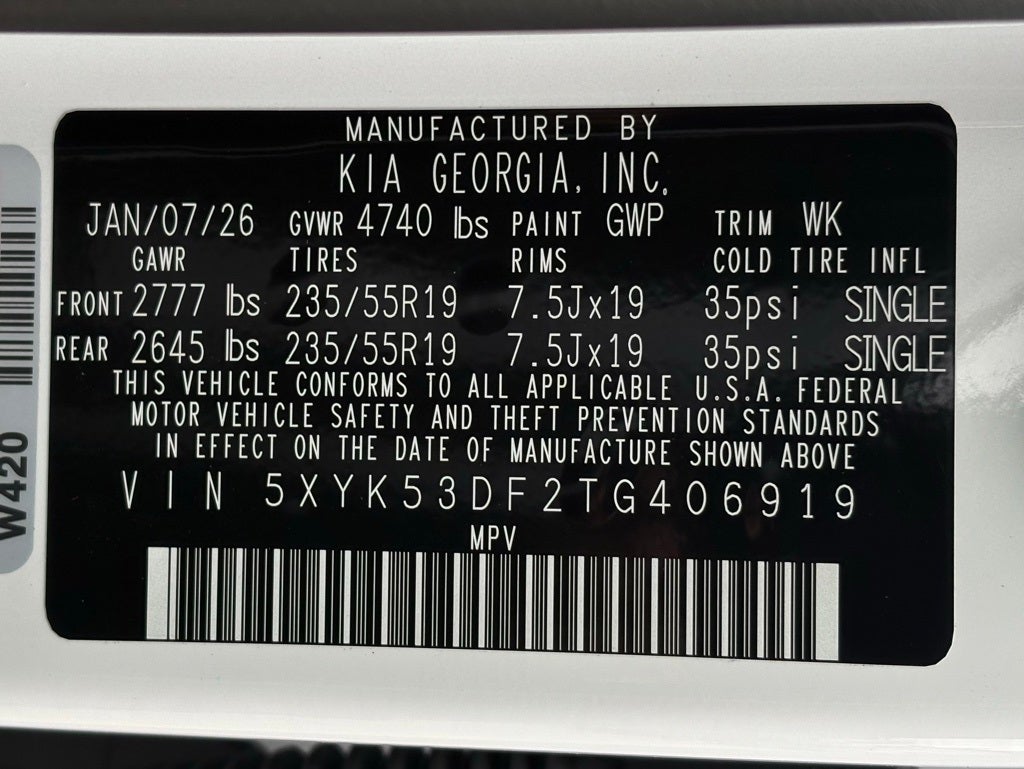 MANUFACTURED BY
KIA GEORGIA, INC.
JAN/07/26 GVWR 4740 lbs PAINT GWP TRIM WK
GAWR TIRES RIMS COLD TIRE INFL
FRONT 2777 lbs 235/55R19 7.5Jx19 35psi SINGLE
REAR 2645 lbs 235/55R19 7.5Jx19 35psi SINGLE
THIS VEHICLE CONFORMS TO ALL APPLICABLE U.S.A. FEDERAL
MOTOR VEHICLE SAFETY AND THEFT PREVENTION STANDARDS
IN EFFECT ON THE DATE OF MANUFACTURE SHOWN ABOVE
VIN 5XYK53DF2TG406919
MPV
W420